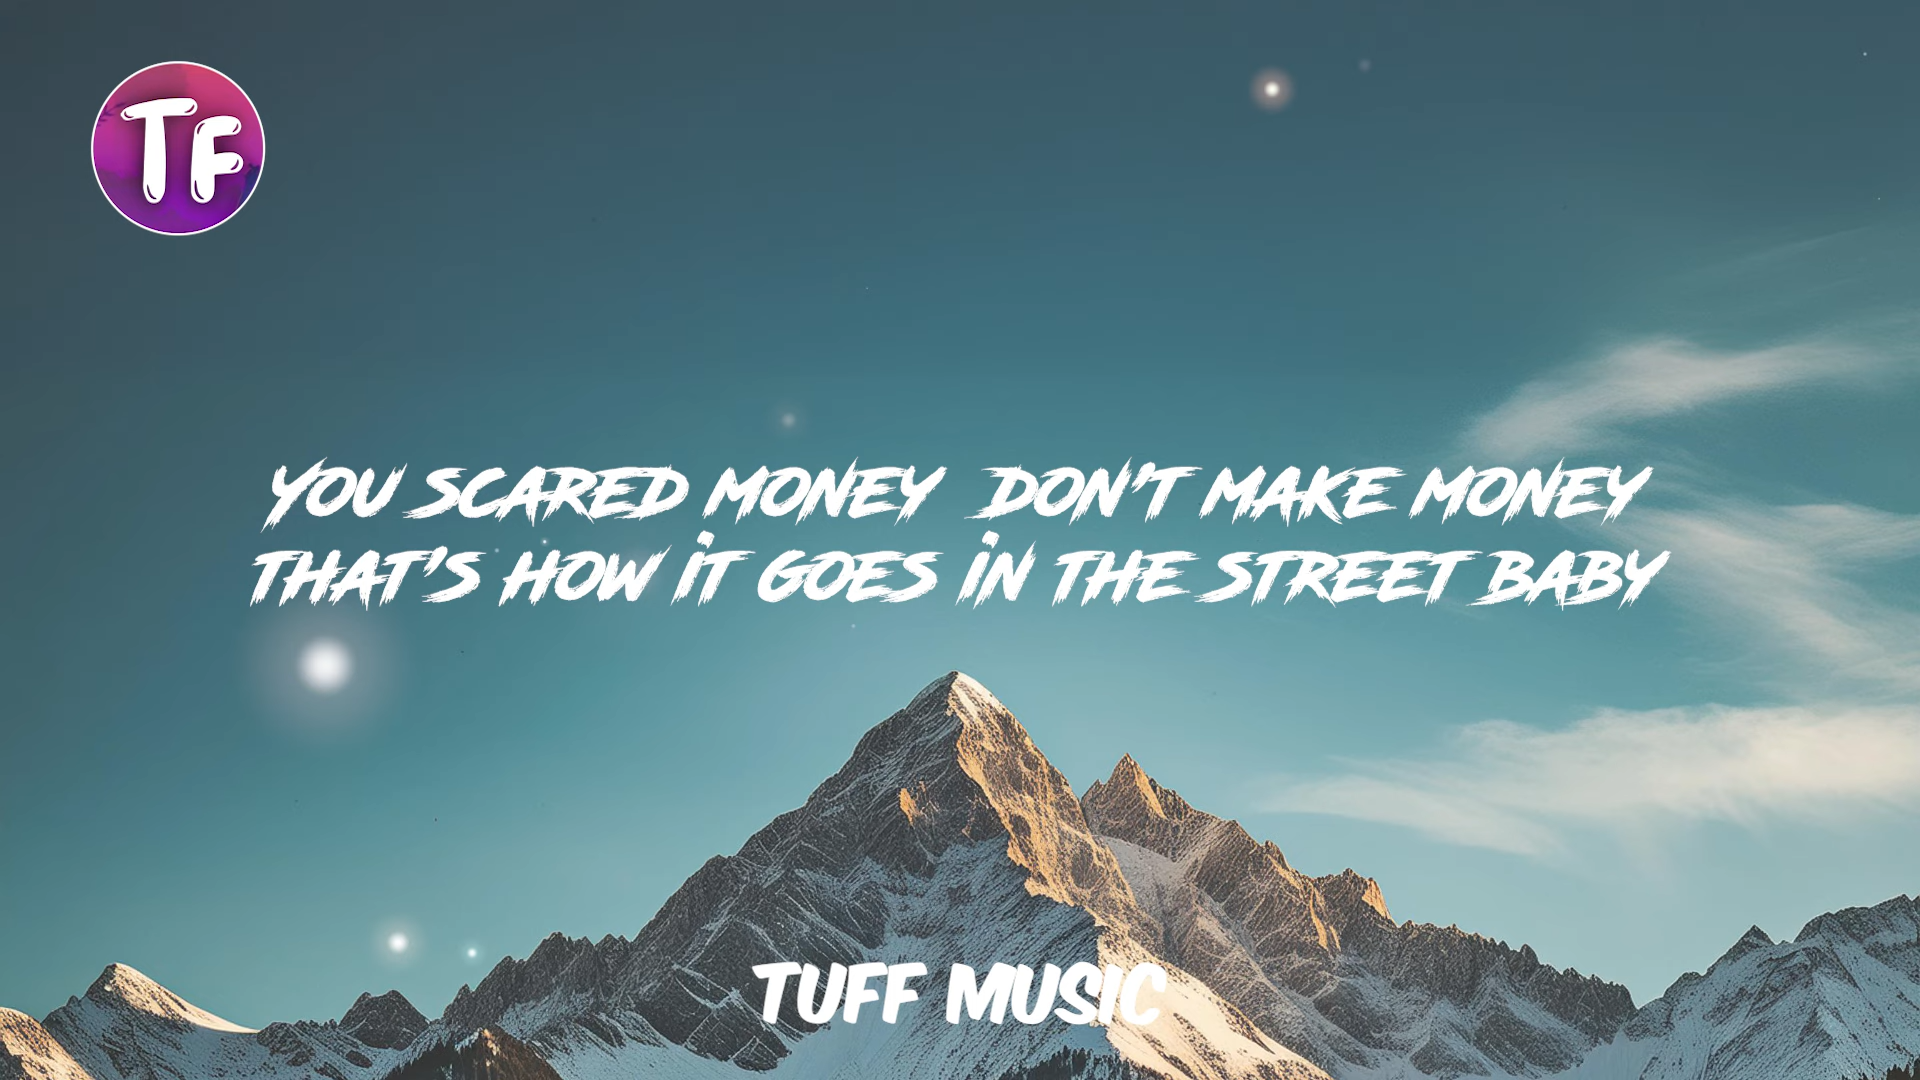 TF
YOU SCARED MONEY DON'T MAKE MONEY
THAT'S HOW IT GOES IN THE STREET BABY
TUFF MUSIC